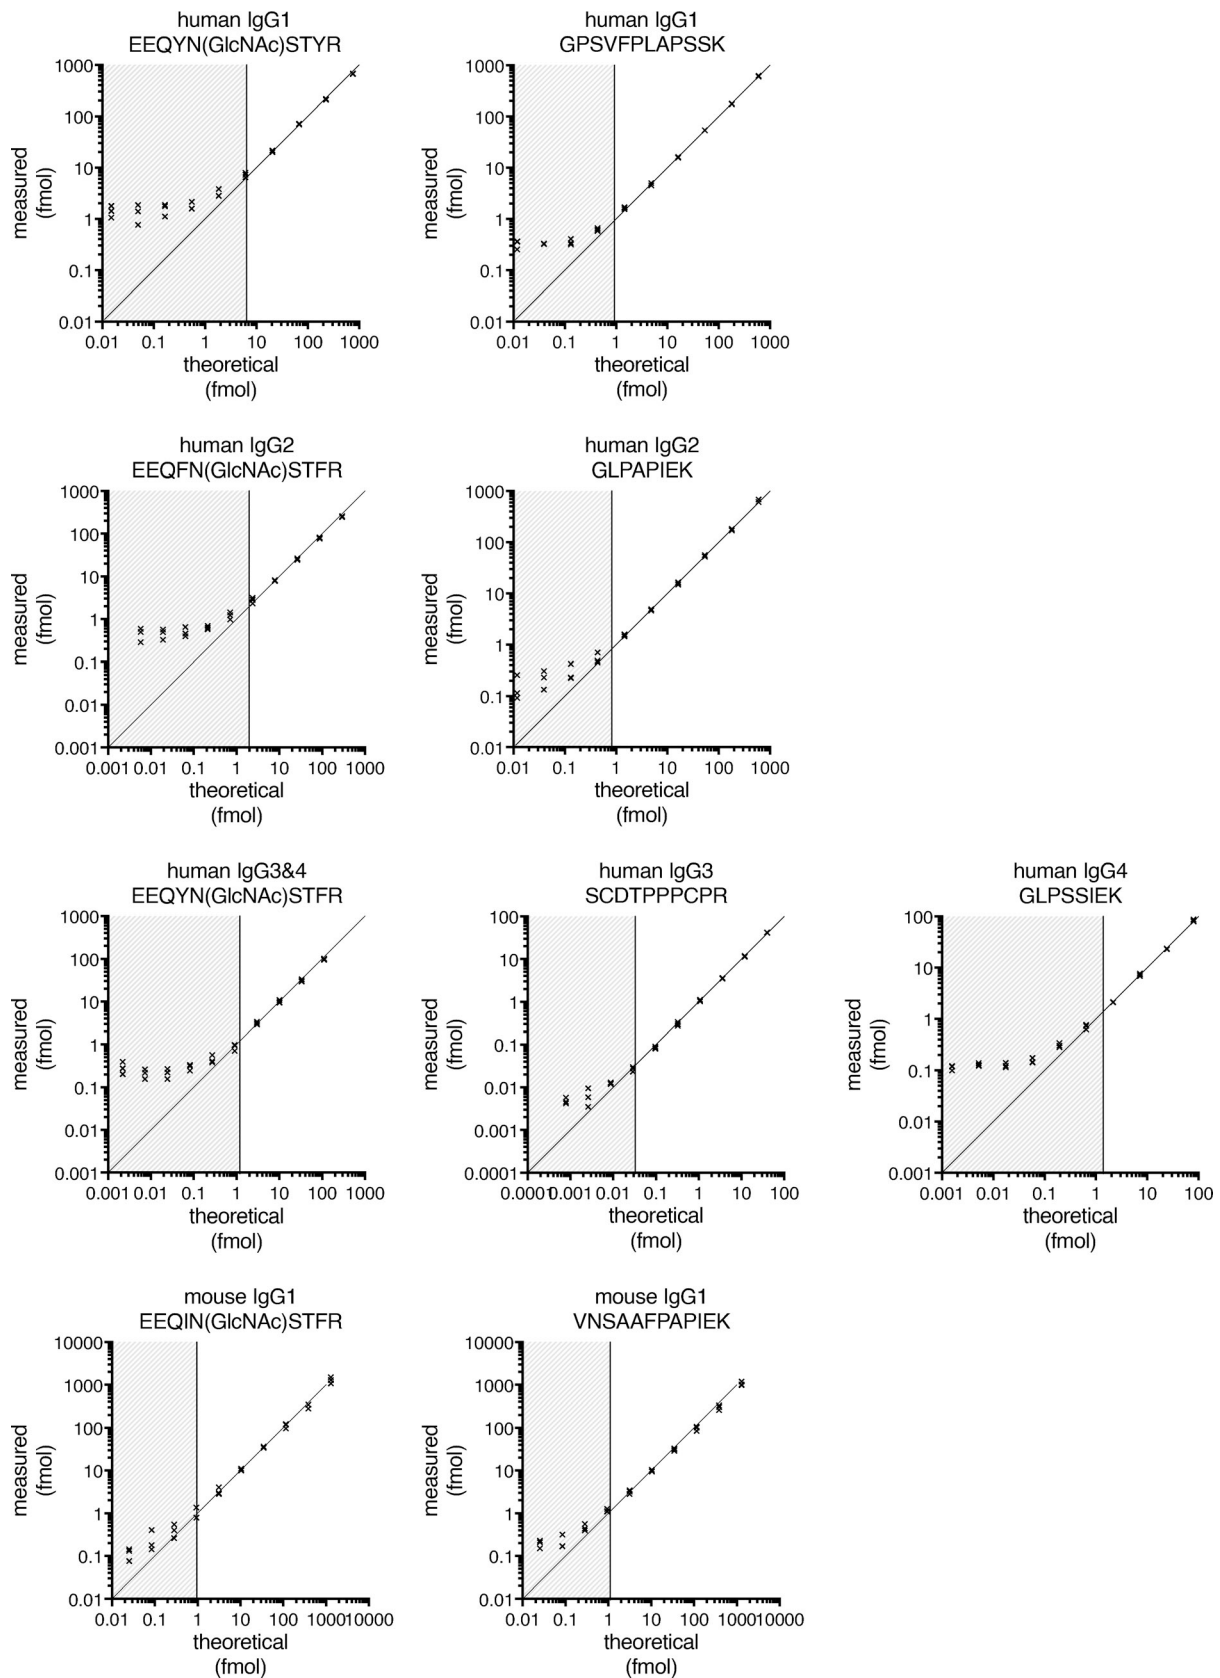 human IgG1
EEQYN(GlcNAc)STYR
1000
100
10
1
0.1
0.01
measured
(fmol)
0.01 0.1 1 10 100 1000
theoretical
(fmol)
human IgG1
GPSVFPLAPSSK
1000
100
10
1
0.1
0.01
measured
(fmol)
0.01 0.1 1 10 100 1000
theoretical
(fmol)
human IgG2
EEQFN(GlcNAc)STFR
1000
100
10
1
0.1
0.01
0.001
measured
(fmol)
0.001 0.01 0.1 1 10 100 1000
theoretical
(fmol)
human IgG2
GLPAPIEK
1000
100
10
1
0.1
0.01
measured
(fmol)
0.01 0.1 1 10 100 1000
theoretical
(fmol)
human IgG3&4
EEQYN(GlcNAc)STFR
1000
100
10
1
0.1
0.01
0.001
measured
(fmol)
0.001 0.01 0.1 1 10 100 1000
theoretical
(fmol)
human IgG3
SCDTPPPCPR
100
10
1
0.1
0.01
0.001
0.0001
measured
(fmol)
0.0001 0.001 0.01 0.1 1 10 100
theoretical
(fmol)
human IgG4
GLPSSIEK
100
10
1
0.1
0.01
0.001
measured
(fmol)
0.001 0.01 0.1 1 10 100
theoretical
(fmol)
mouse IgG1
EEQIN(GlcNAc)STFR
10000
1000
100
10
1
0.1
0.01
measured
(fmol)
0.01 0.1 1 10 100 1000 10000
theoretical
(fmol)
mouse IgG1
VNSAAFPAPIEK
10000
1000
100
10
1
0.1
0.01
measured
(fmol)
0.01 0.1 1 10 100 1000 10000
theoretical
(fmol)